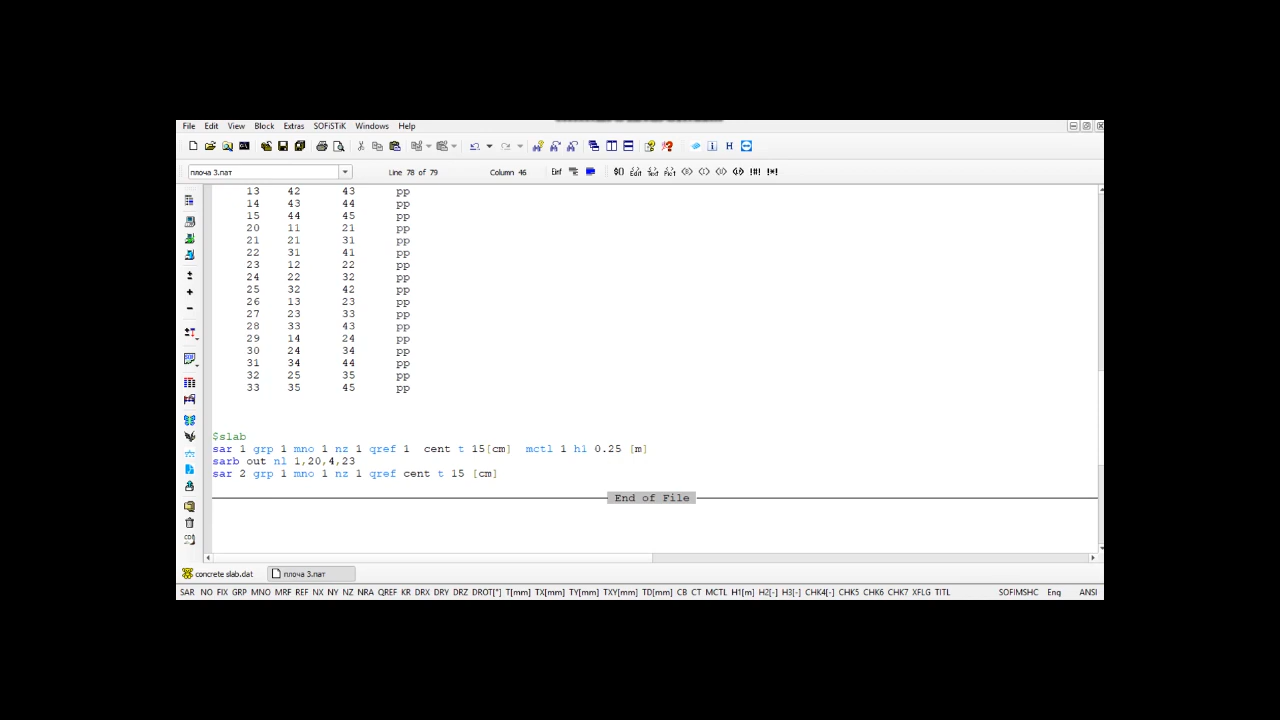 File Edit View Block Extras SOFiSTiK Windows Help
плоча 3.пат Line 78 of 79 Column 46
13 42 43 pp
14 43 44 pp
15 44 45 pp
20 11 21 pp
21 21 31 pp
22 31 41 pp
23 12 22 pp
24 22 32 pp
25 32 42 pp
26 13 23 pp
27 23 33 pp
28 33 43 pp
29 14 24 pp
30 24 34 pp
31 34 44 pp
32 25 35 pp
33 35 45 pp
$slab
sar 1 grp 1 mno 1 nz 1 qref 1 cent t 15[cm] mctl 1 h1 0.25 [m]
sarb out nl 1,20,4,23
sar 2 grp 1 mno 1 nz 1 qref cent t 15 [cm]
End of File
concrete slab.dat плоча 3.пат
SAR NO FIX GRP MNO MRF REF NX NY NZ NRA QREF KR DRX DRY DRZ DROT[°] T[mm] TX[mm] TY[mm] TXY[mm] TD[mm] CB CT MCTL H1[m] H2[-] H3[-] CHK4[-] CHK5 CHK6 CHK7 XFLG TITL SOFIMSHC Enq ANSI